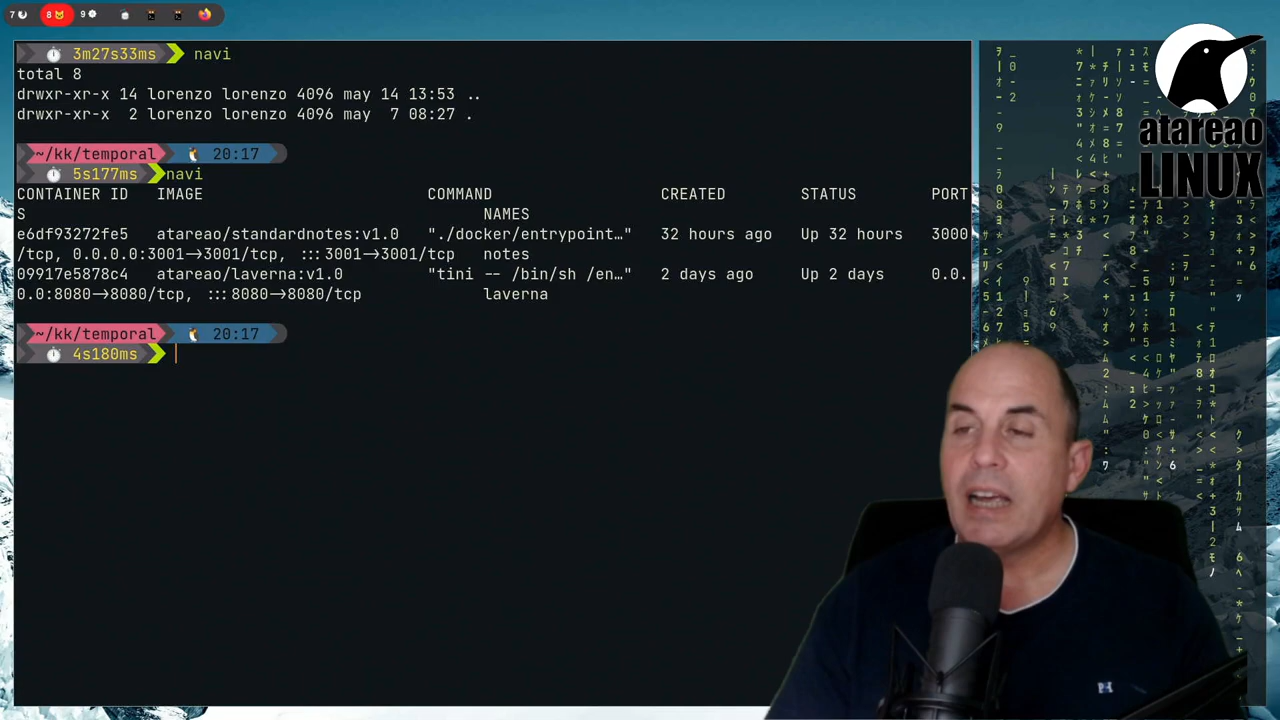 7
8
9
3m27s33ms navi
total 8
drwxr-xr-x 14 lorenzo lorenzo 4096 may 14 13:53 ..
drwxr-xr-x  2 lorenzo lorenzo 4096 may  7 08:27 .
~/kk/temporal 20:17
5s177ms navi
CONTAINER ID   IMAGE   COMMAND   CREATED   STATUS   PORT
S   NAMES
e6df93272fe5   atareao/standardnotes:v1.0   "./docker/entrypoint…"   32 hours ago   Up 32 hours   3000
/tcp, 0.0.0.0:3001->3001/tcp, :::3001->3001/tcp   notes
09917e5878c4   atareao/laverna:v1.0   "tini -- /bin/sh /en…"   2 days ago   Up 2 days   0.0.
0.0:8080->8080/tcp, :::8080->8080/tcp   laverna
~/kk/temporal 20:17
4s180ms
atareao
LINUX